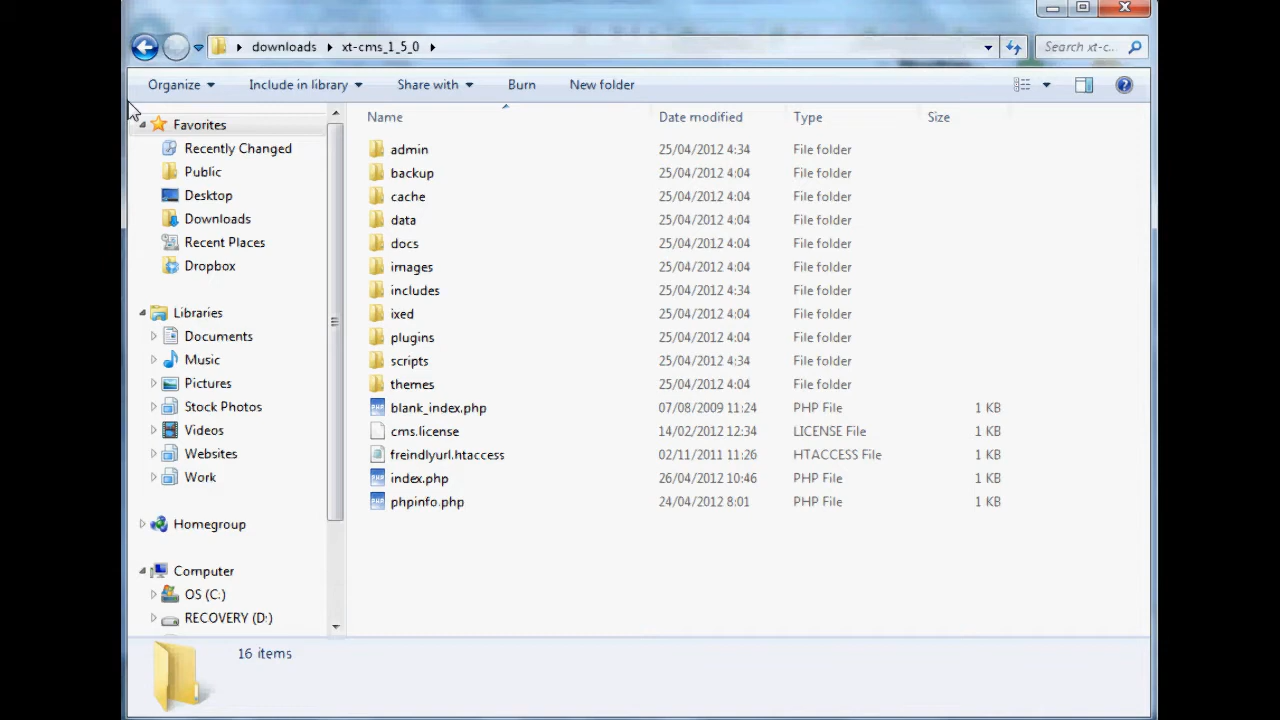 downloads xt-cms_1_5_0 Search xt-c...
Organize Include in library Share with Burn New folder
Name Date modified Type Size
Favorites
Recently Changed
Public
Desktop
Downloads
Recent Places
Dropbox
Libraries
Documents
Music
Pictures
Stock Photos
Videos
Websites
Work
Homegroup
Computer
OS (C:)
RECOVERY (D:)
admin 25/04/2012 4:34 File folder
backup 25/04/2012 4:04 File folder
cache 25/04/2012 4:04 File folder
data 25/04/2012 4:04 File folder
docs 25/04/2012 4:04 File folder
images 25/04/2012 4:04 File folder
includes 25/04/2012 4:34 File folder
ixed 25/04/2012 4:04 File folder
plugins 25/04/2012 4:04 File folder
scripts 25/04/2012 4:34 File folder
themes 25/04/2012 4:04 File folder
blank_index.php 07/08/2009 11:24 PHP File 1 KB
cms.license 14/02/2012 12:34 LICENSE File 1 KB
freindlyurl.htaccess 02/11/2011 11:26 HTACCESS File 1 KB
index.php 26/04/2012 10:46 PHP File 1 KB
phpinfo.php 24/04/2012 8:01 PHP File 1 KB
16 items